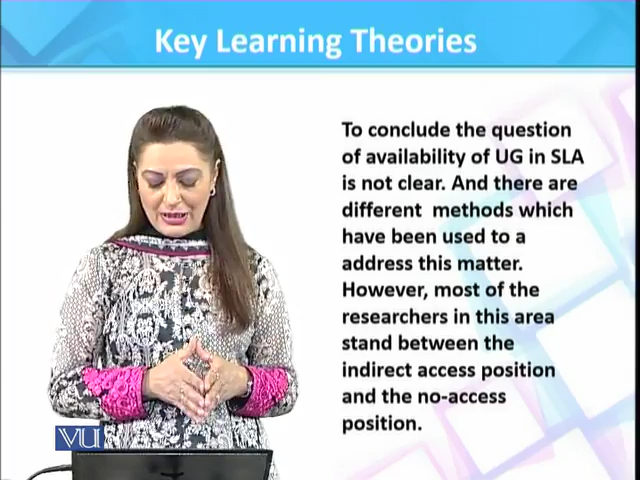 Key Learning Theories
To conclude the question
of availability of UG in SLA
is not clear. And there are
different methods which
have been used to a
address this matter.
However, most of the
researchers in this area
stand between the
indirect access position
and the no-access
position.
VU